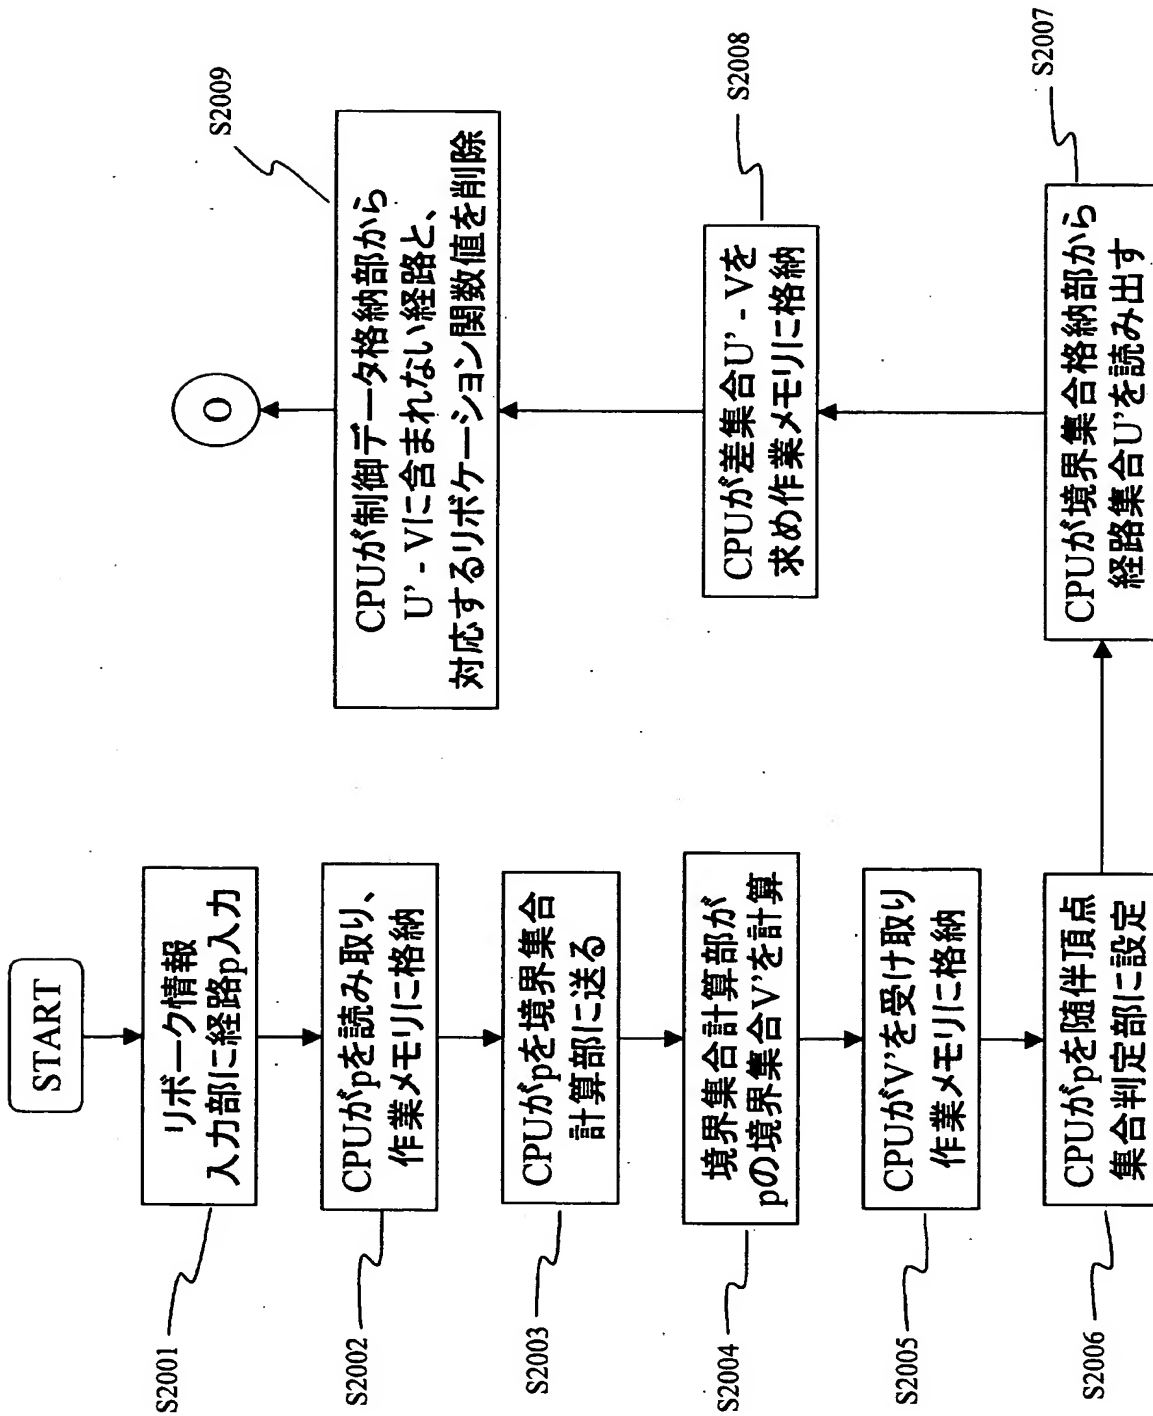 START
リボーク情報
入力部に経路p入力
S2001
CPUがpを読み取り、
作業メモリに格納
S2002
CPUがpを境界集合
計算部に送る
S2003
境界集合計算部が
pの境界集合V'を計算
S2004
CPUがV'を受け取り
作業メモリに格納
S2005
CPUがpを随伴頂点
集合判定部に設定
S2006
CPUが境界集合格納部から
経路集合U'を読み出す
S2007
CPUが差集合U' - Vを
求め作業メモリに格納
S2008
CPUが制御データ格納部から
U' - Vに含まれない経路と、
対応するリボケーション関数値を削除
S2009
O